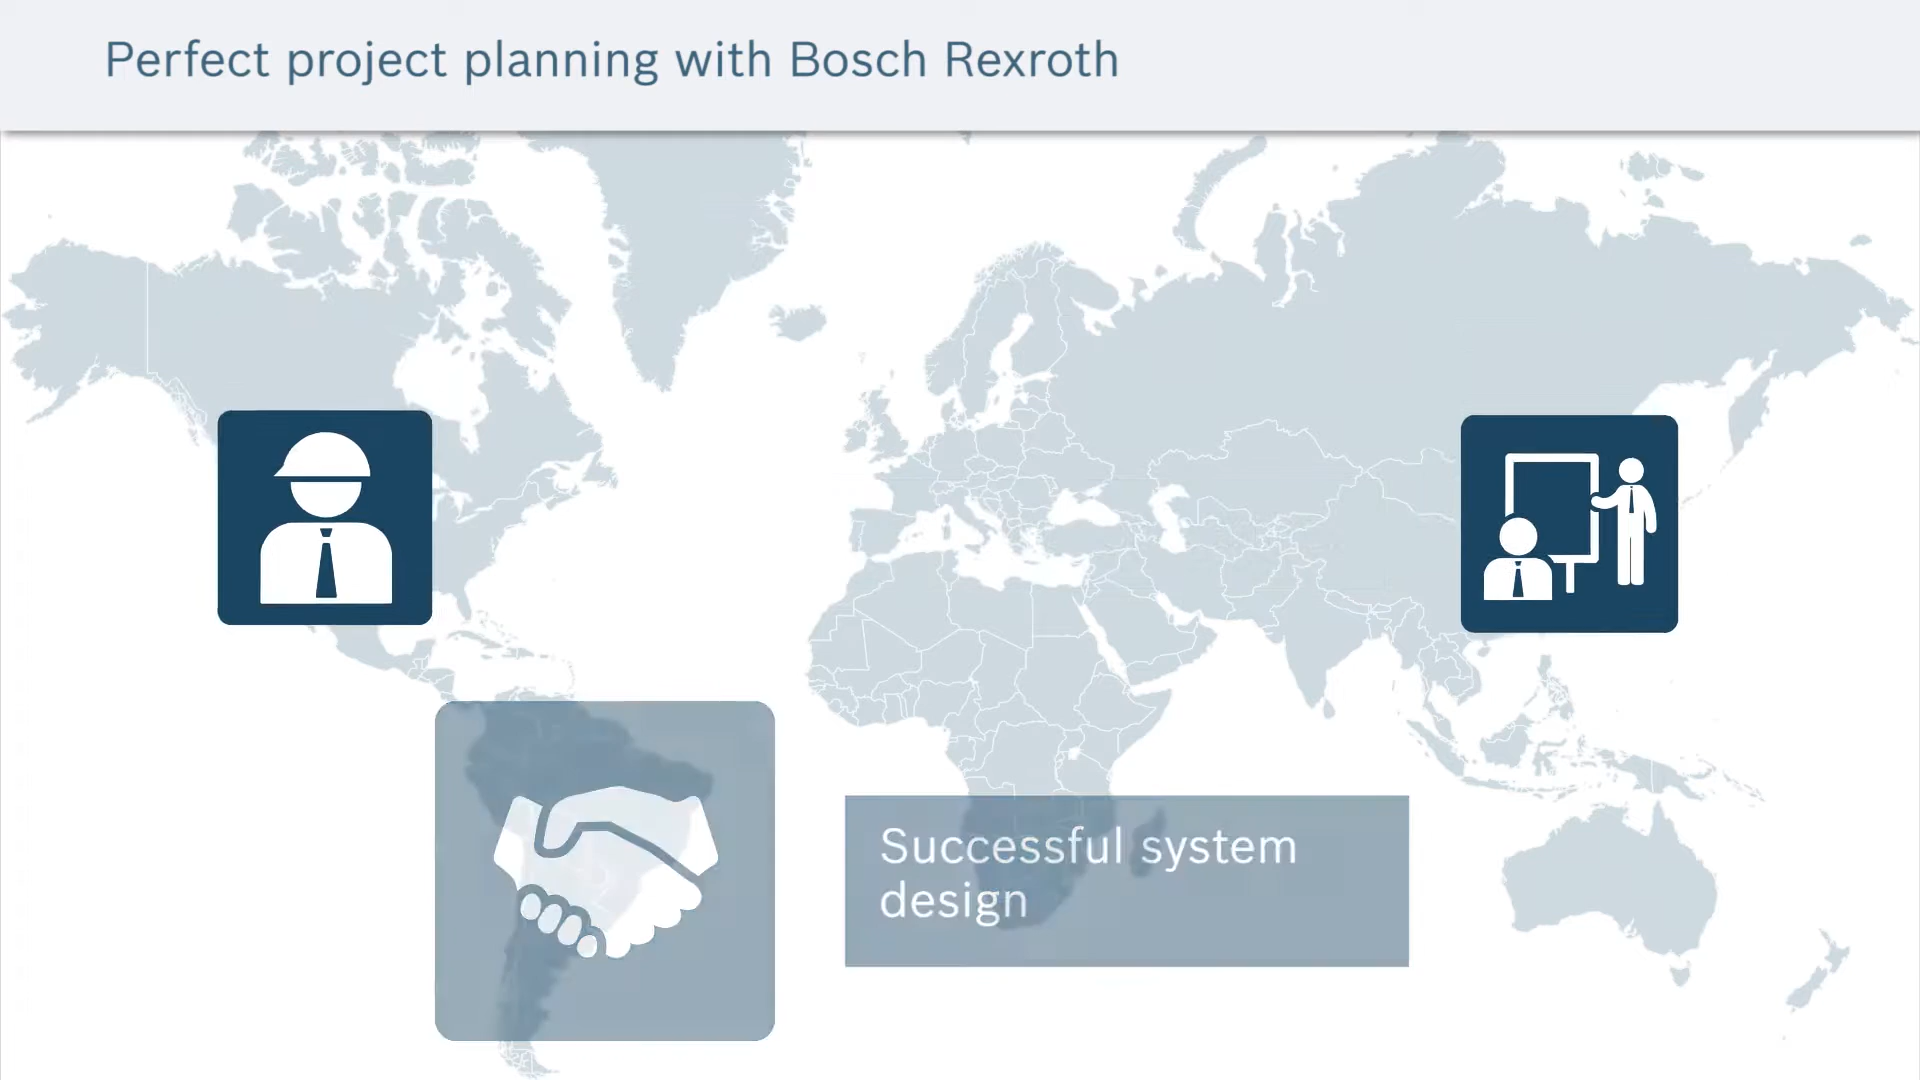 Perfect project planning with Bosch Rexroth
Successful system
design